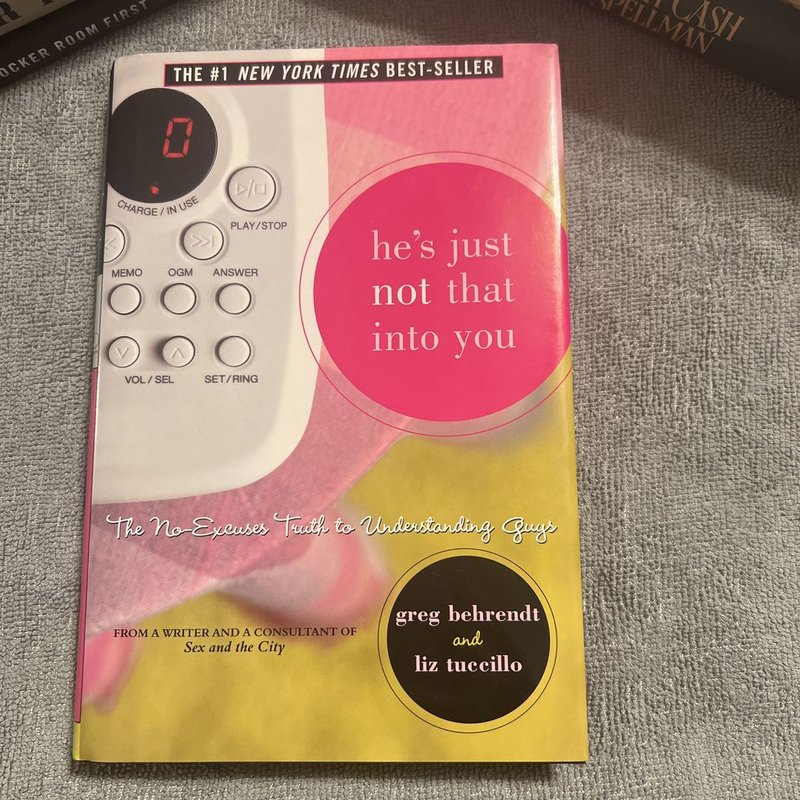 OCKER ROOM FIRST
CASH
SPELLMAN
THE #1 NEW YORK TIMES BEST-SELLER
0
CHARGE / IN USE
PLAY/STOP
MEMO OGM ANSWER
VOL / SEL SET/RING
he's just
not that
into you
The No-Excuses Truth to Understanding Guys
FROM A WRITER AND A CONSULTANT OF
Sex and the City
greg behrendt
and
liz tuccillo